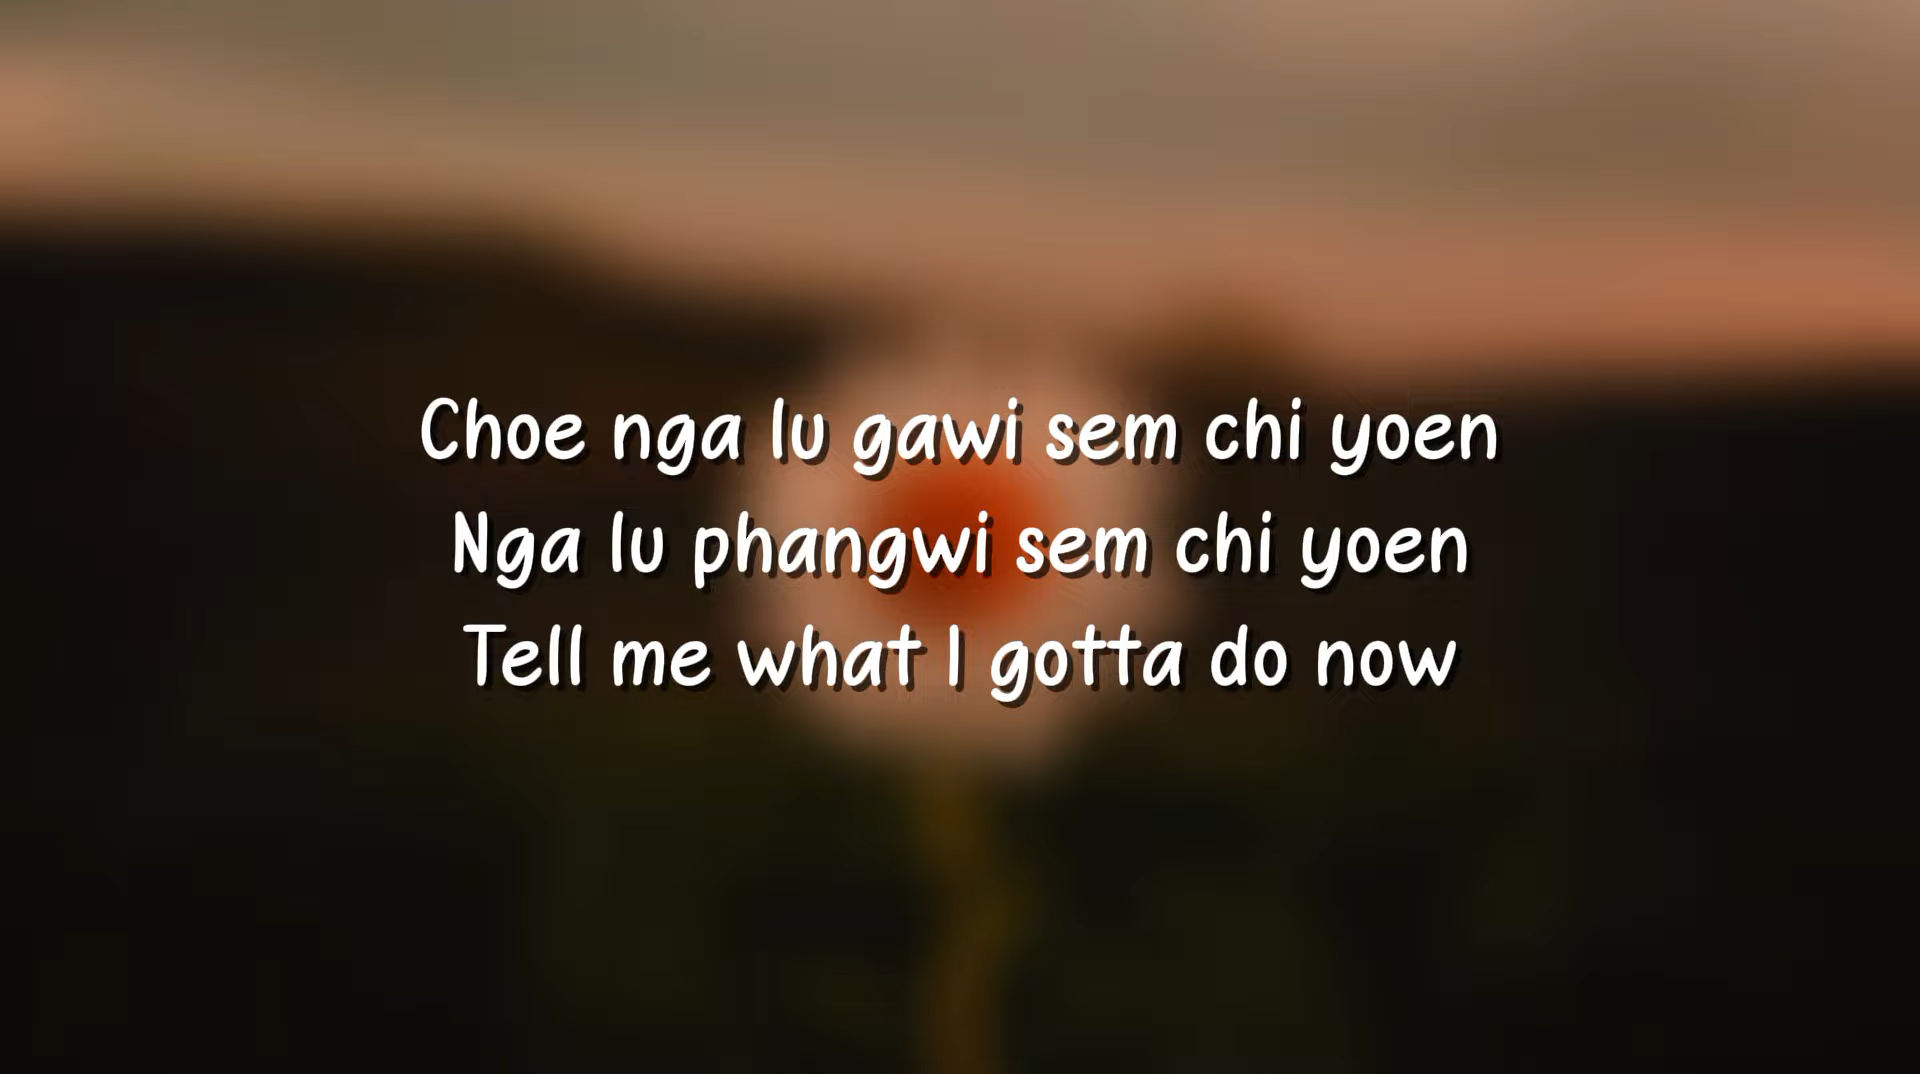 Choe nga lu gawi sem chi yoen
Nga lu phangwi sem chi yoen
Tell me what I gotta do now